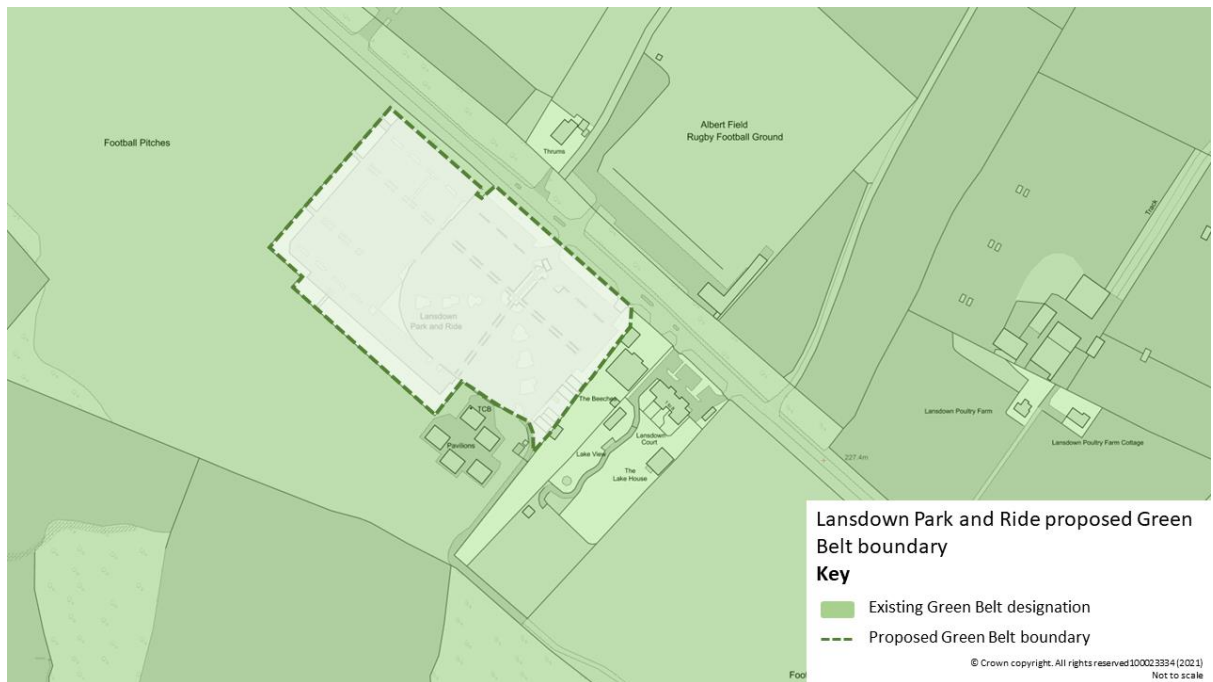 Football Pitches
Albert Field
Rugby Football Ground
Thrums
Track
Lansdown
Park and Ride
The Beeches
TCB
Pavilions
Lansdown
Court
Lake View
The
Lake House
227.4m
Lansdown Poultry Farm
Lansdown Poultry Farm Cottage
Lansdown Park and Ride proposed Green
Belt boundary
Key
Existing Green Belt designation
Proposed Green Belt boundary
© Crown copyright. All rights reserved100023334 (2021)
Not to scale